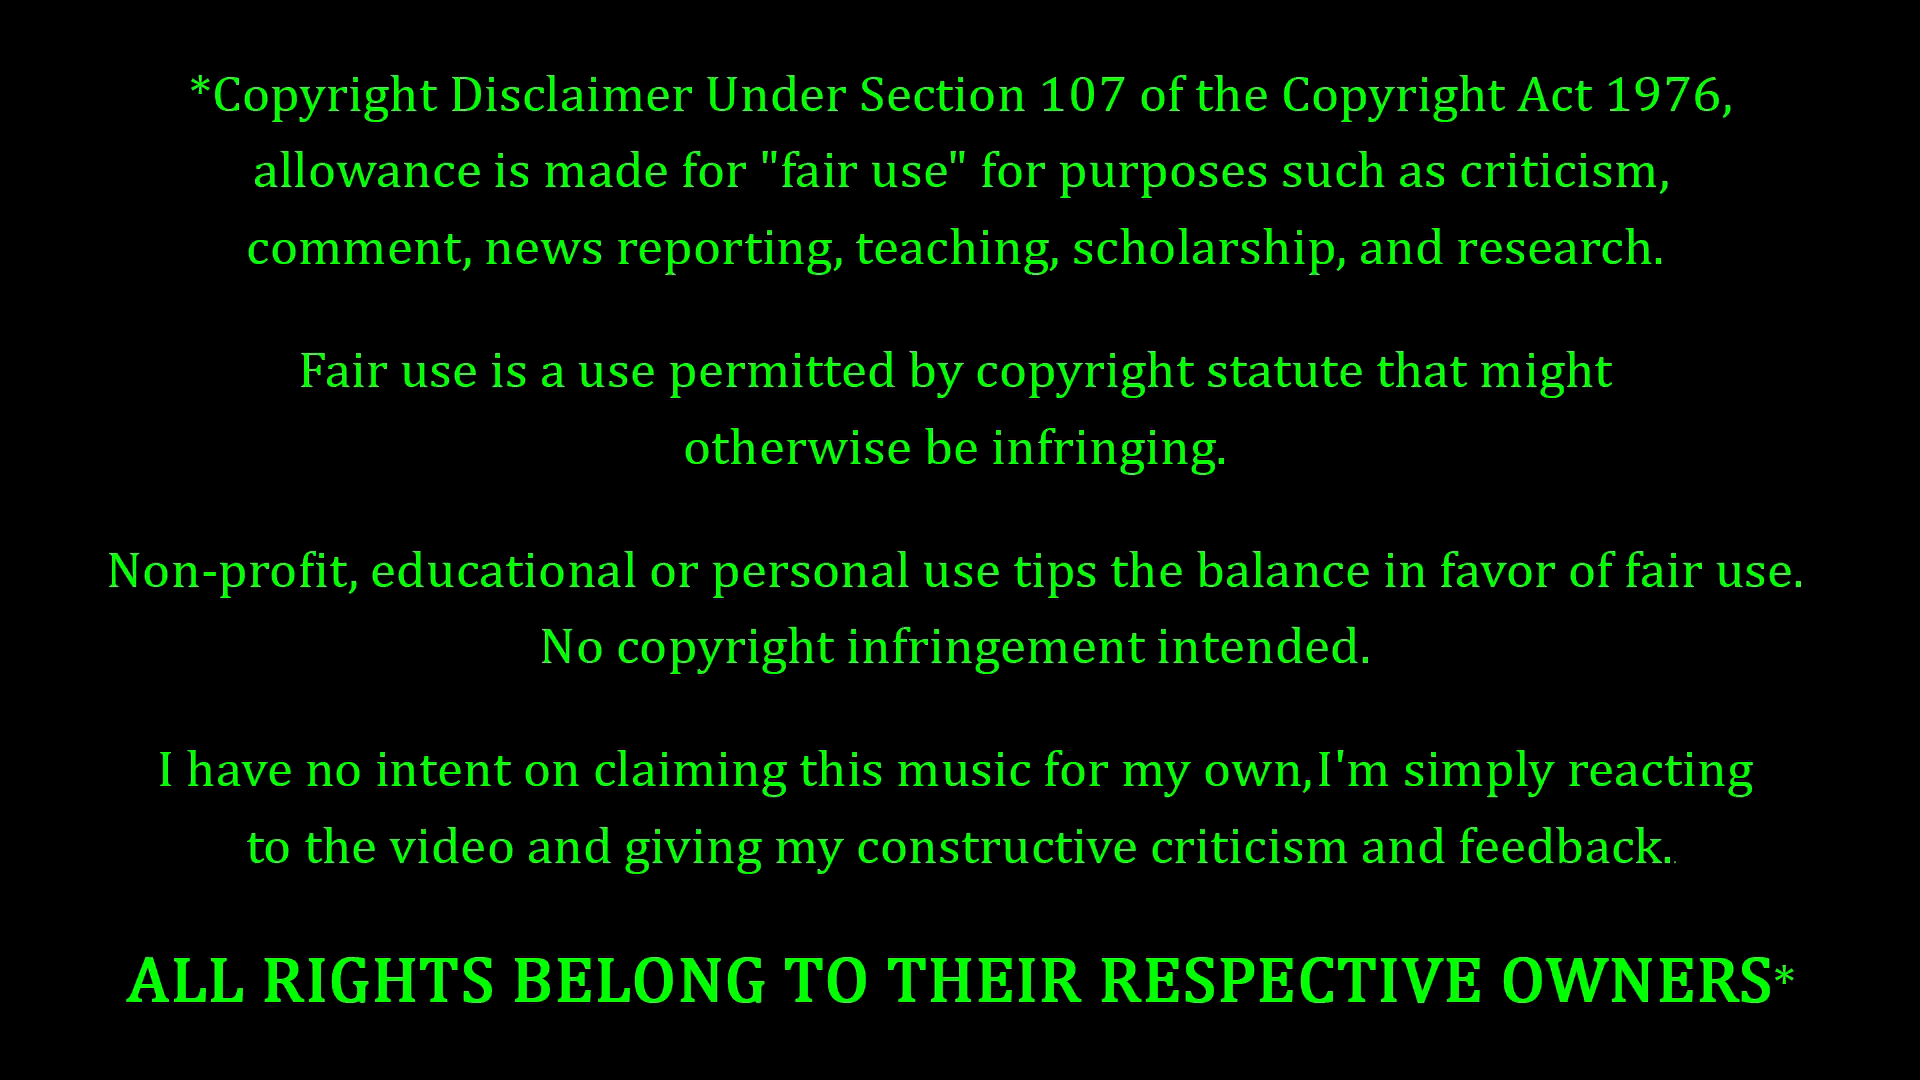 *Copyright Disclaimer Under Section 107 of the Copyright Act 1976,
allowance is made for "fair use" for purposes such as criticism,
comment, news reporting, teaching, scholarship, and research.
Fair use is a use permitted by copyright statute that might
otherwise be infringing.
Non-profit, educational or personal use tips the balance in favor of fair use.
No copyright infringement intended.
I have no intent on claiming this music for my own,I'm simply reacting
to the video and giving my constructive criticism and feedback..
ALL RIGHTS BELONG TO THEIR RESPECTIVE OWNERS*